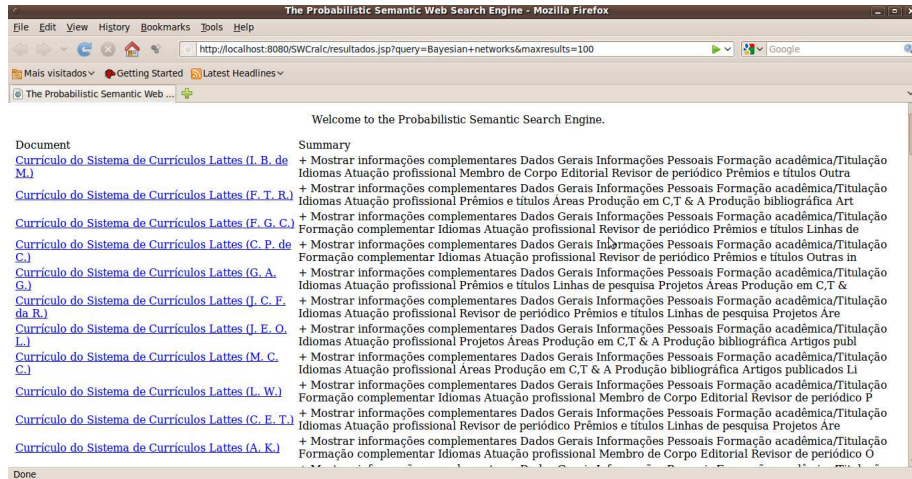 The Probabilistic Semantic Web Search Engine - Mozilla Firefox
File Edit View History Bookmarks Tools Help
http://localhost:8080/SWCralc/resultados.jsp?query=Bayesian+networks&maxresults=100
Google
Mais visitados Getting Started Latest Headlines
The Probabilistic Semantic Web ...
Welcome to the Probabilistic Semantic Search Engine.
Document Summary
Currículo do Sistema de Currículos Lattes (I. B. de M.)
+ Mostrar informações complementares Dados Gerais Informações Pessoais Formação acadêmica/Titulação
Idiomas Atuação profissional Membro de Corpo Editorial Revisor de periódico Prêmios e títulos Outra
Currículo do Sistema de Currículos Lattes (F. T. R.)
+ Mostrar informações complementares Dados Gerais Informações Pessoais Formação acadêmica/Titulação
Idiomas Atuação profissional Prêmios e títulos Áreas Produção em C,T & A Produção bibliográfica Art
Currículo do Sistema de Currículos Lattes (F. G. C.)
+ Mostrar informações complementares Dados Gerais Informações Pessoais Formação acadêmica/Titulação
Formação complementar Idiomas Atuação profissional Revisor de periódico Prêmios e títulos Linhas de
Currículo do Sistema de Currículos Lattes (C. P. de C.)
+ Mostrar informações complementares Dados Gerais Informações Pessoais Formação acadêmica/Titulação
Formação complementar Idiomas Atuação profissional Revisor de periódico Prêmios e títulos Outras in
Currículo do Sistema de Currículos Lattes (G. A. G.)
+ Mostrar informações complementares Dados Gerais Informações Pessoais Formação acadêmica/Titulação
Idiomas Atuação profissional Prêmios e títulos Linhas de pesquisa Projetos Áreas Produção em C,T &
Currículo do Sistema de Currículos Lattes (J. C. F. da R.)
+ Mostrar informações complementares Dados Gerais Informações Pessoais Formação acadêmica/Titulação
Idiomas Atuação profissional Revisor de periódico Prêmios e títulos Linhas de pesquisa Projetos Áre
Currículo do Sistema de Currículos Lattes (J. E. O. L.)
+ Mostrar informações complementares Dados Gerais Informações Pessoais Formação acadêmica/Titulação
Idiomas Atuação profissional Projetos Áreas Produção em C,T & A Produção bibliográfica Artigos publ
Currículo do Sistema de Currículos Lattes (M. C. C.)
+ Mostrar informações complementares Dados Gerais Informações Pessoais Formação acadêmica/Titulação
Idiomas Atuação profissional Áreas Produção em C,T & A Produção bibliográfica Artigos publicados Li
Currículo do Sistema de Currículos Lattes (L. W.)
+ Mostrar informações complementares Dados Gerais Informações Pessoais Formação acadêmica/Titulação
Formação complementar Idiomas Atuação profissional Membro de Corpo Editorial Revisor de periódico P
Currículo do Sistema de Currículos Lattes (C. E. T.)
+ Mostrar informações complementares Dados Gerais Informações Pessoais Formação acadêmica/Titulação
Idiomas Atuação profissional Revisor de periódico Prêmios e títulos Linhas de pesquisa Projetos Áre
Currículo do Sistema de Currículos Lattes (A. K.)
+ Mostrar informações complementares Dados Gerais Informações Pessoais Formação acadêmica/Titulação
Formação complementar Idiomas Atuação profissional Membro de Corpo Editorial Revisor de periódico O
Done